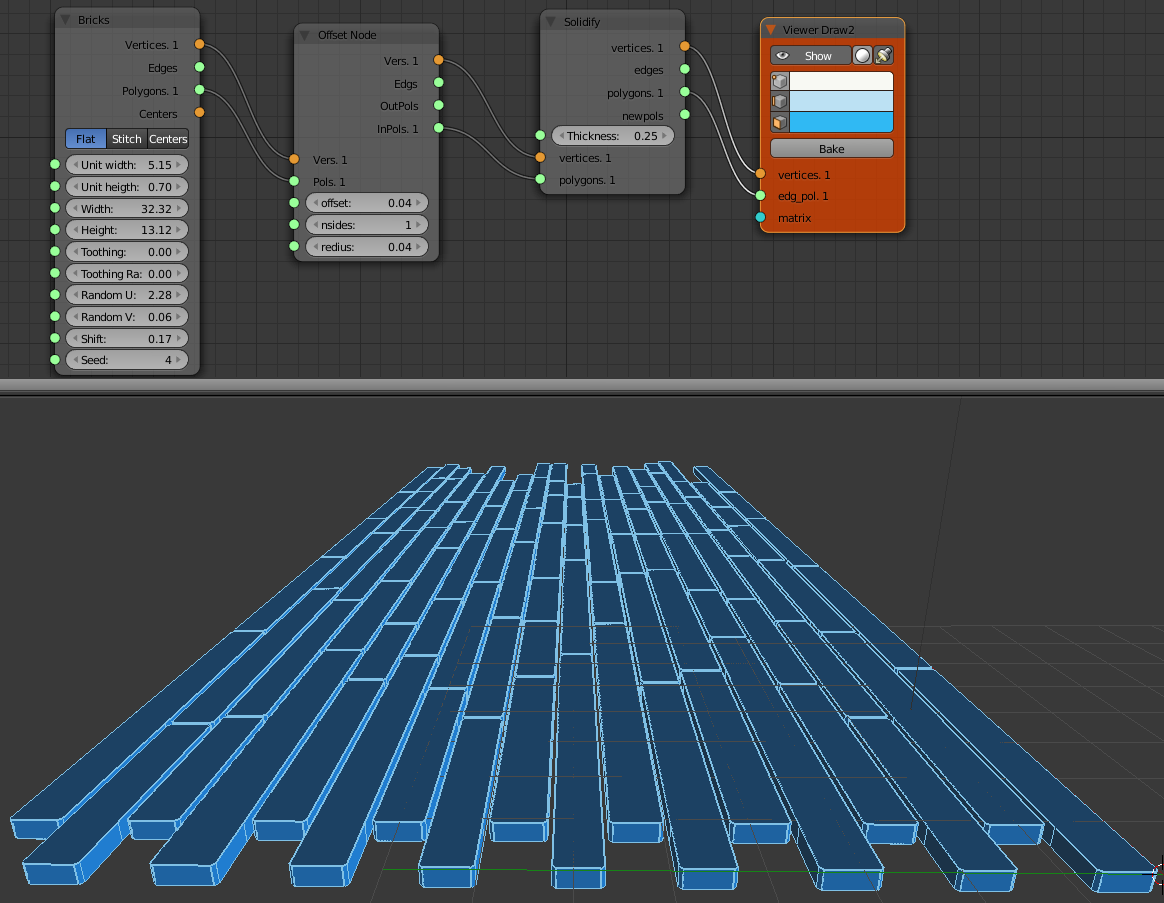 Bricks
Vertices. 1
Edges
Polygons. 1
Centers
Flat Stitch Centers
Unit width: 5.15
Unit heigth: 0.70
Width: 32.32
Height: 13.12
Toothing: 0.00
Toothing Ra: 0.00
Random U: 2.28
Random V: 0.06
Shift: 0.17
Seed: 4
Offset Node
Vers. 1
Edgs
OutPols
InPols. 1
Vers. 1
Pols. 1
offset: 0.04
nsides: 1
redius: 0.04
Solidify
vertices. 1
edges
polygons. 1
newpols
Thickness: 0.25
vertices. 1
polygons. 1
Viewer Draw2
Show
Bake
vertices. 1
edg_pol. 1
matrix